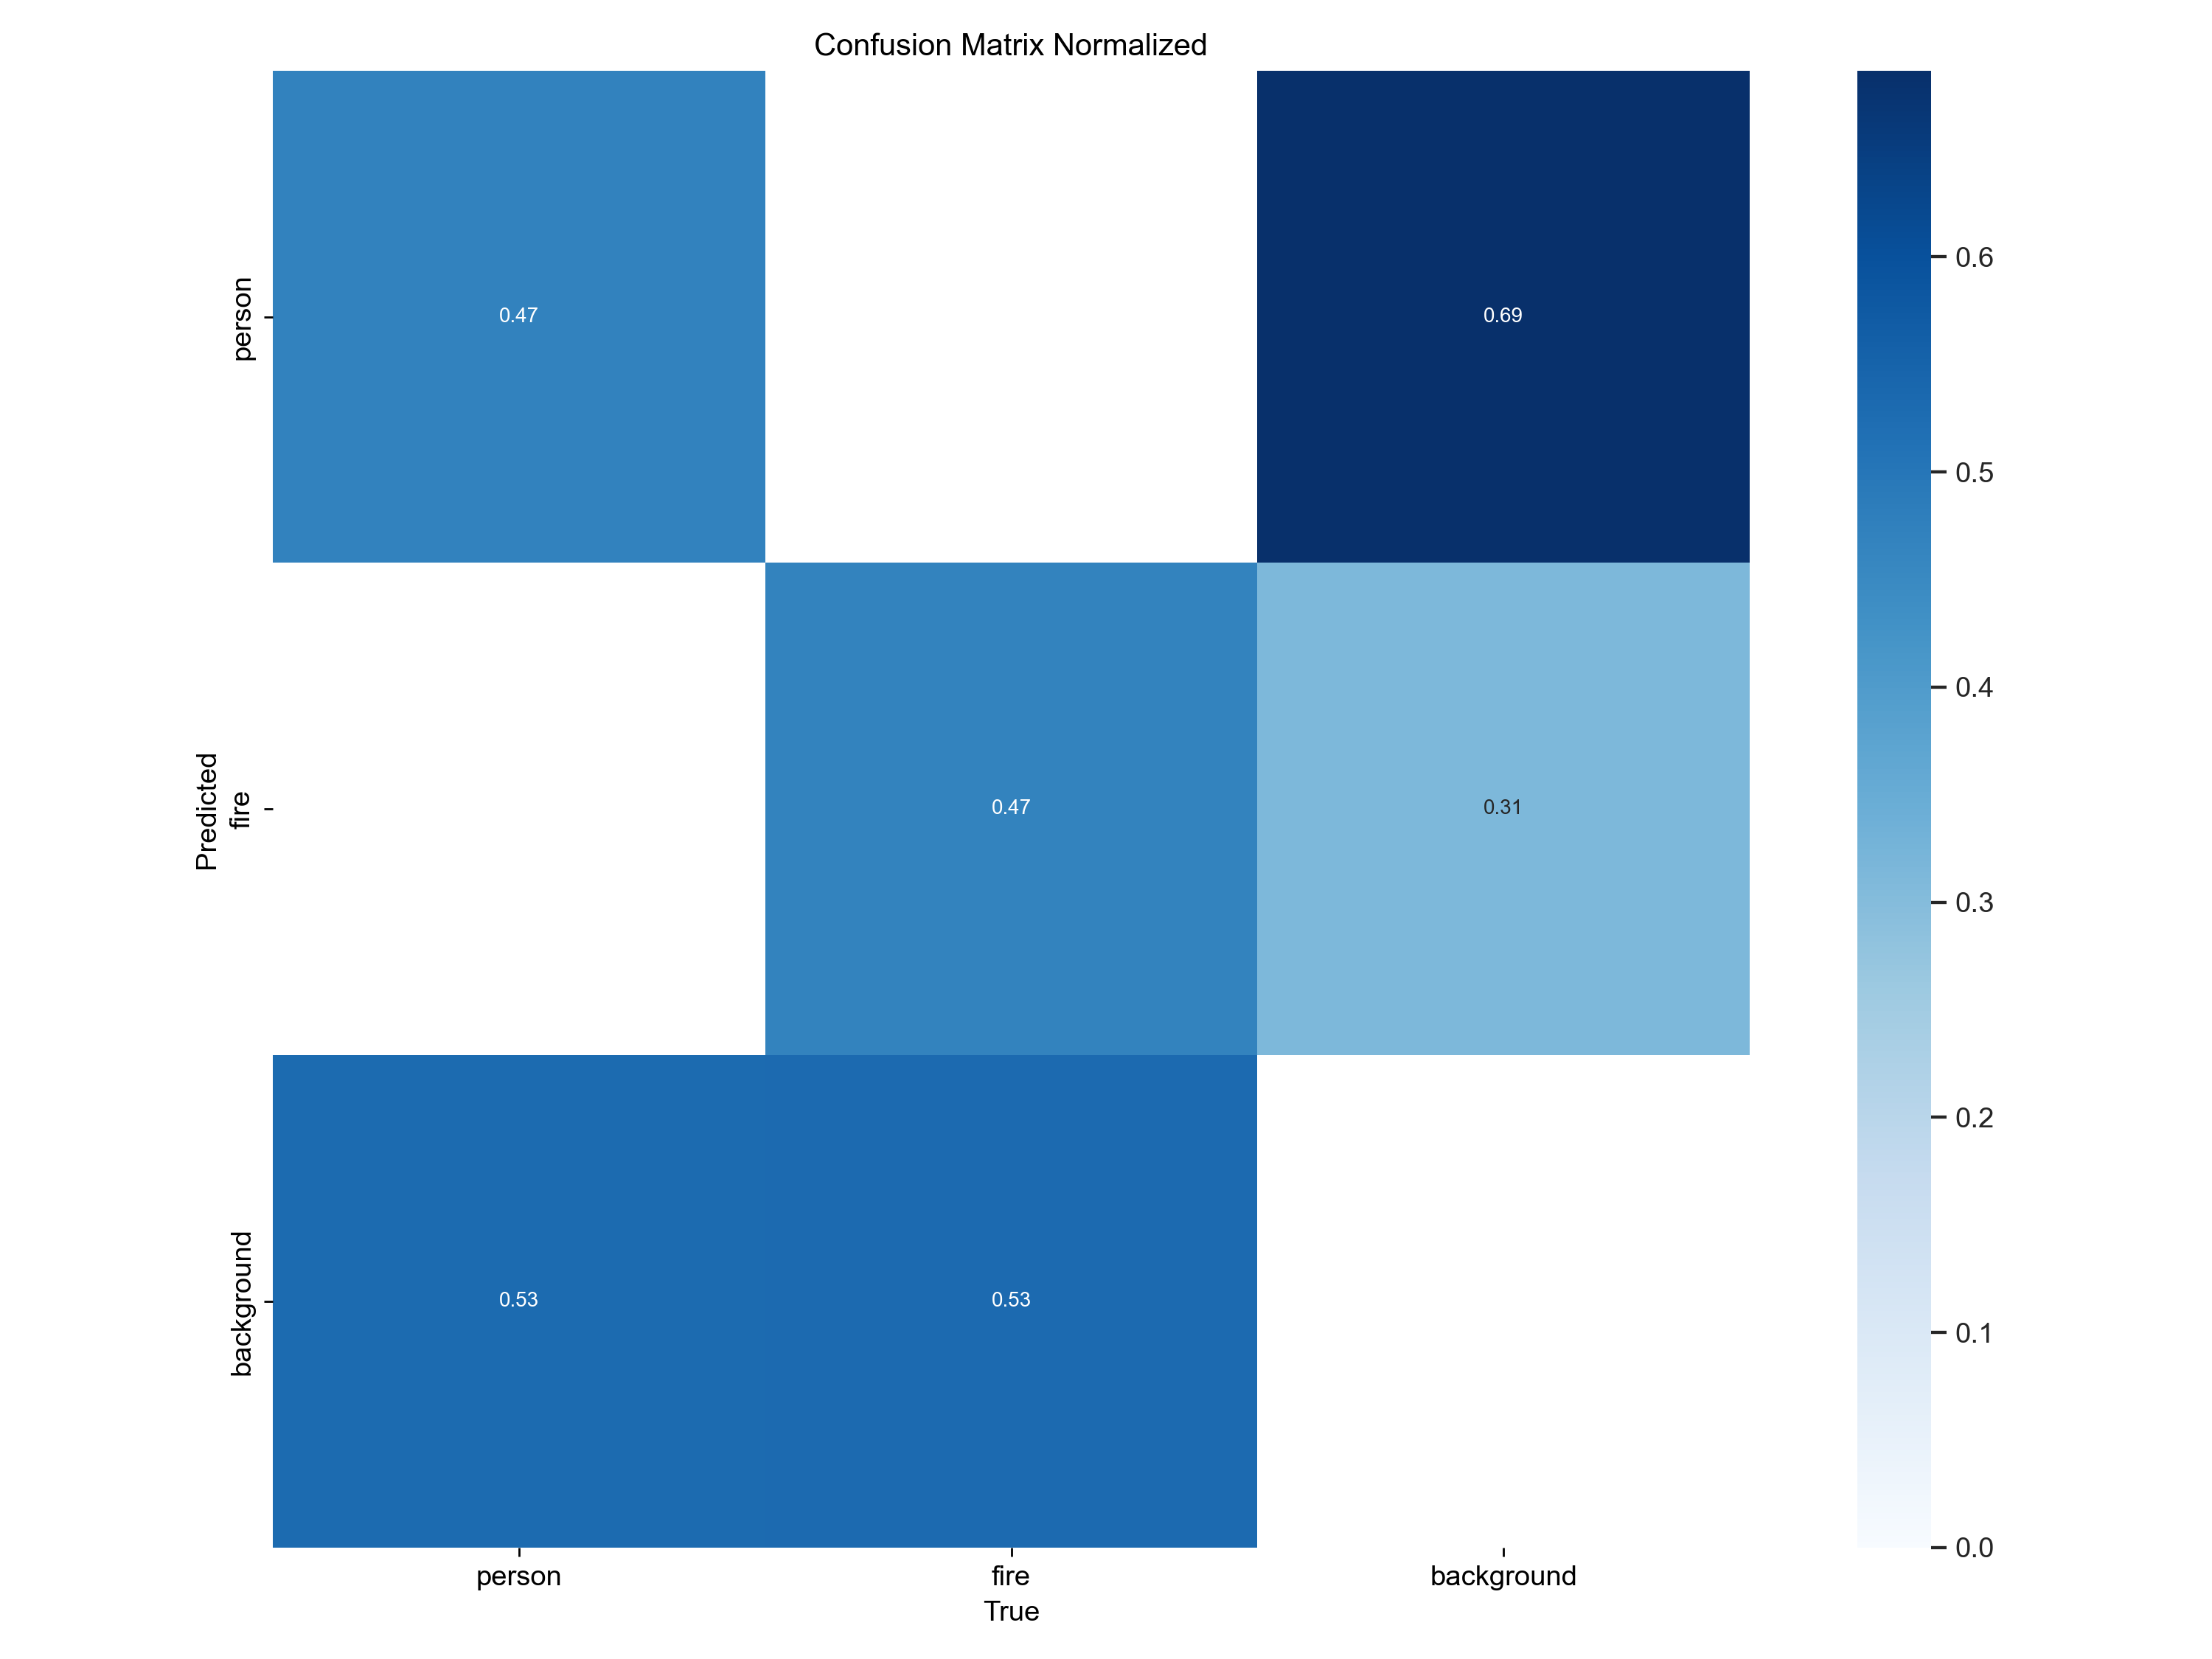 Confusion Matrix Normalized
person
0.47
0.69
0.6
0.5
0.4
Predicted
fire
0.47
0.31
0.3
0.2
background
0.53
0.53
0.1
0.0
person
fire
background
True